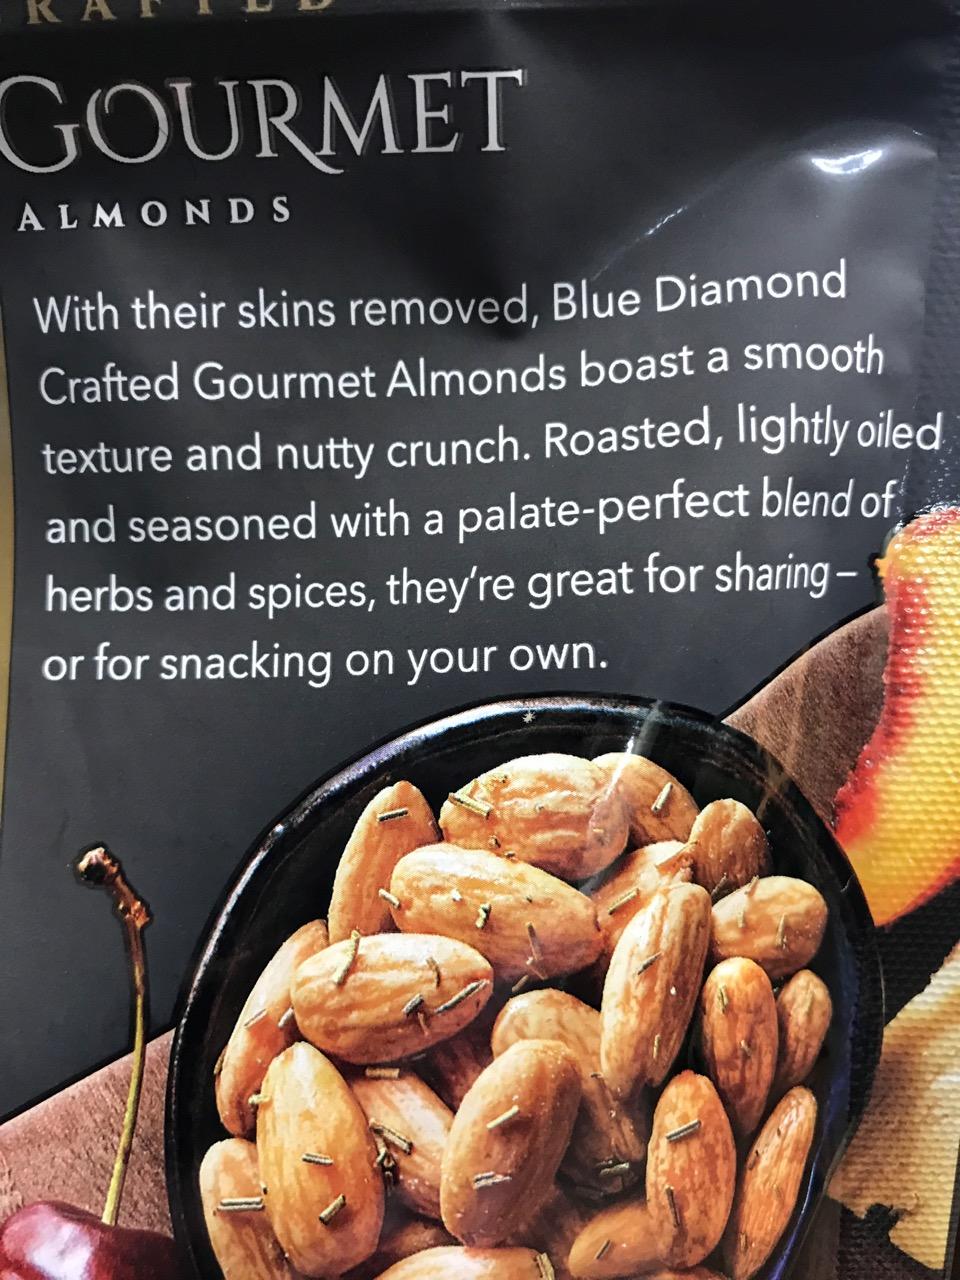 RAFTED
GOURMET
ALMONDS
With their skins removed, Blue Diamond
Crafted Gourmet Almonds boast a smooth
texture and nutty crunch. Roasted, lightly oiled
and seasoned with a palate-perfect blend of
herbs and spices, they're great for sharing –
or for snacking on your own.